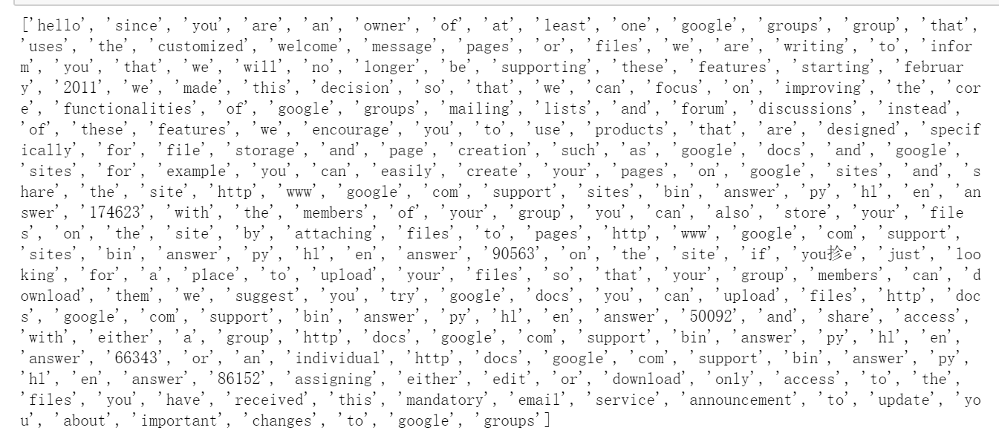 ['hello', 'since', 'you', 'are', 'an', 'owner', 'of', 'at', 'least', 'one', 'google', 'groups', 'group', 'that',
'uses', 'the', 'customized', 'welcome', 'message', 'pages', 'or', 'files', 'we', 'are', 'writing', 'to', 'infor
m', 'you', 'that', 'we', 'will', 'no', 'longer', 'be', 'supporting', 'these', 'features', 'starting', 'februar
y', '2011', 'we', 'made', 'this', 'decision', 'so', 'that', 'we', 'can', 'focus', 'on', 'improving', 'the', 'cor
e', 'functionalities', 'of', 'google', 'groups', 'mailing', 'lists', 'and', 'forum', 'discussions', 'instead',
'of', 'these', 'features', 'we', 'encourage', 'you', 'to', 'use', 'products', 'that', 'are', 'designed', 'specif
ically', 'for', 'file', 'storage', 'and', 'page', 'creation', 'such', 'as', 'google', 'docs', 'and', 'google',
'sites', 'for', 'example', 'you', 'can', 'easily', 'create', 'your', 'pages', 'on', 'google', 'sites', 'and', 's
hare', 'the', 'site', 'http', 'www', 'google', 'com', 'support', 'sites', 'bin', 'answer', 'py', 'hl', 'en', 'an
swer', '174623', 'with', 'the', 'members', 'of', 'your', 'group', 'you', 'can', 'also', 'store', 'your', 'file
s', 'on', 'the', 'site', 'by', 'attaching', 'files', 'to', 'pages', 'http', 'www', 'google', 'com', 'support',
'sites', 'bin', 'answer', 'py', 'hl', 'en', 'answer', '90563', 'on', 'the', 'site', 'if', 'you抮e', 'just', 'loo
king', 'for', 'a', 'place', 'to', 'upload', 'your', 'files', 'so', 'that', 'your', 'group', 'members', 'can', 'd
ownload', 'them', 'we', 'suggest', 'you', 'try', 'google', 'docs', 'you', 'can', 'upload', 'files', 'http', 'doc
s', 'google', 'com', 'support', 'bin', 'answer', 'py', 'hl', 'en', 'answer', '50092', 'and', 'share', 'access',
'with', 'either', 'a', 'group', 'http', 'docs', 'google', 'com', 'support', 'bin', 'answer', 'py', 'hl', 'en',
'answer', '66343', 'or', 'an', 'individual', 'http', 'docs', 'google', 'com', 'support', 'bin', 'answer', 'py',
'hl', 'en', 'answer', '86152', 'assigning', 'either', 'edit', 'or', 'download', 'only', 'access', 'to', 'the',
'files', 'you', 'have', 'received', 'this', 'mandatory', 'email', 'service', 'announcement', 'to', 'update', 'yo
u', 'about', 'important', 'changes', 'to', 'google', 'groups']